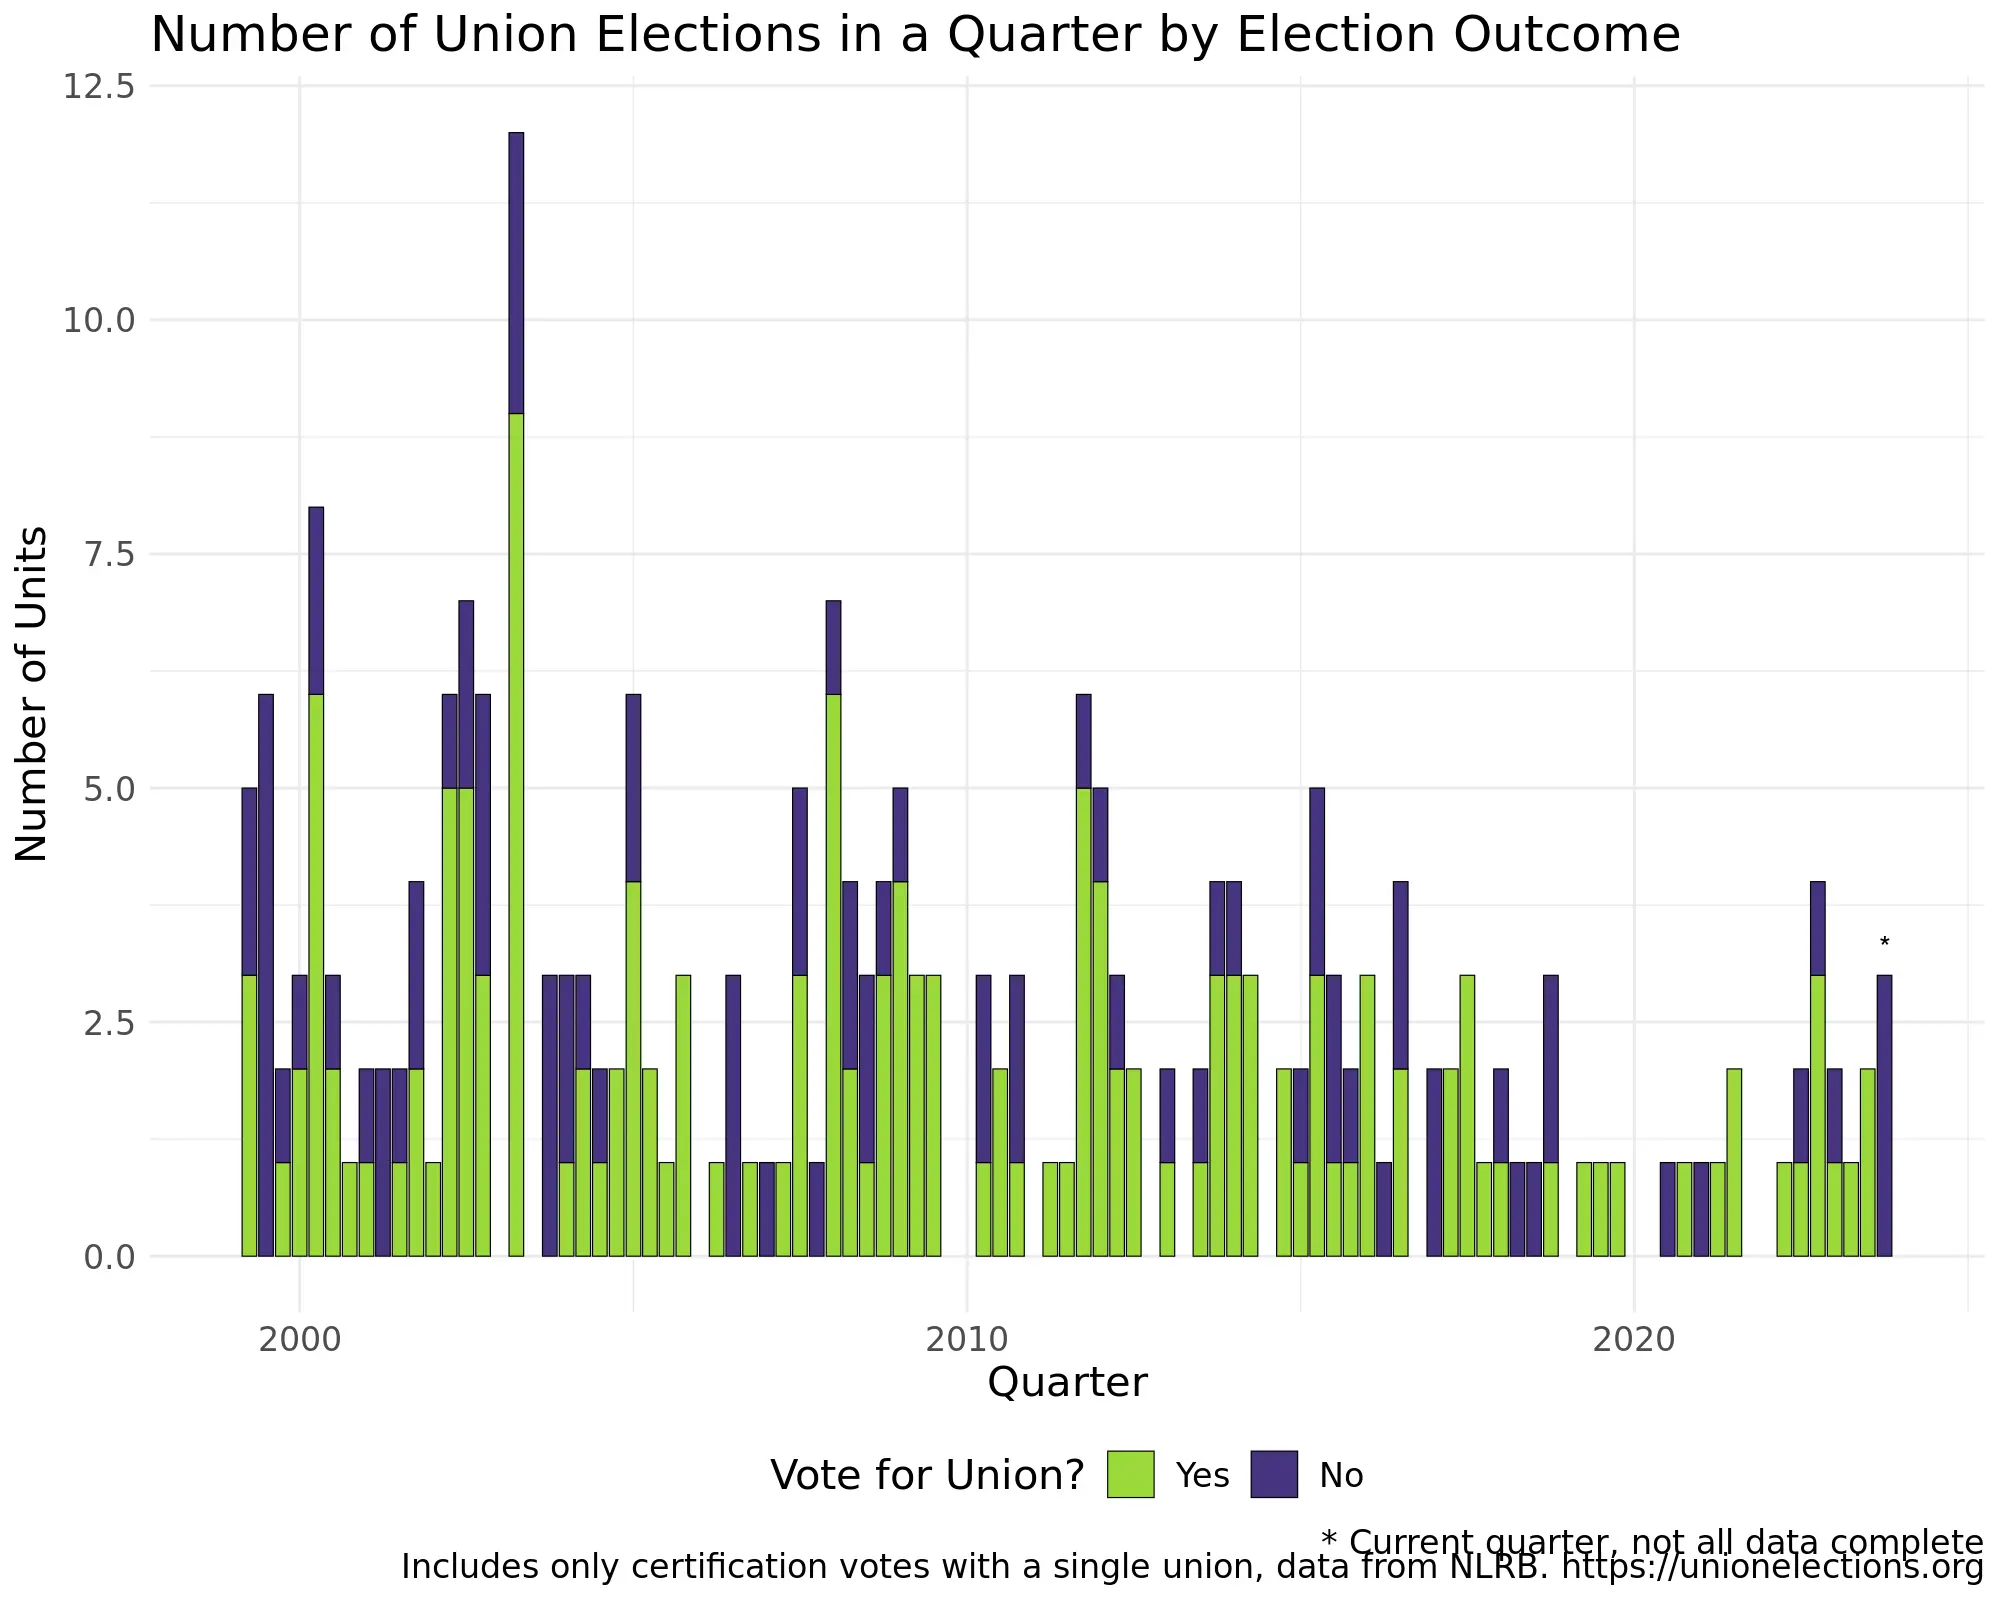 Number of Union Elections in a Quarter by Election Outcome
12.5
10.0
7.5
5.0
2.5
0.0
Number of Units
*
2000 2010 2020
Quarter
Vote for Union? Yes No
* Current quarter, not all data complete
Includes only certification votes with a single union, data from NLRB. https://unionelections.org